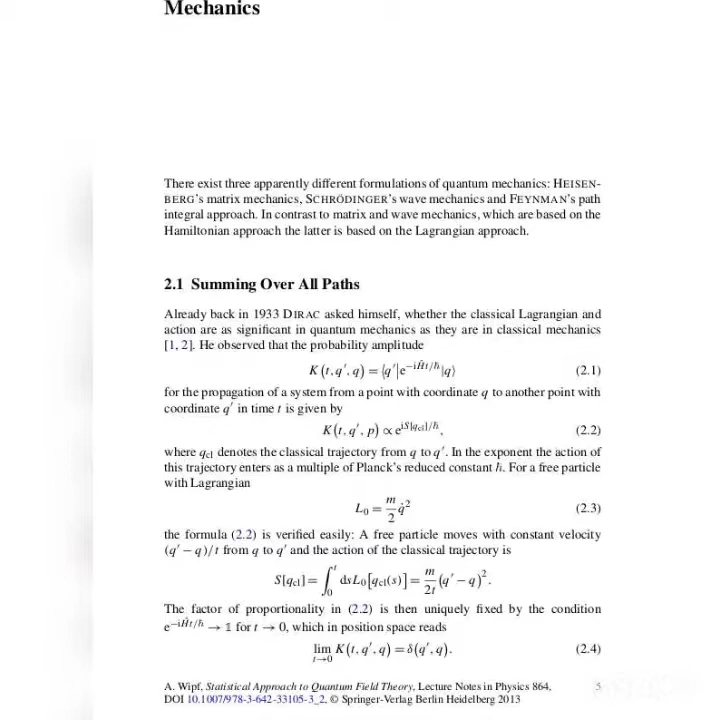 Mechanics
There exist three apparently different formulations of quantum mechanics: HEISEN-
BERG's matrix mechanics, SCHRÖDINGER's wave mechanics and FEYNMAN's path
integral approach. In contrast to matrix and wave mechanics, which are based on the
Hamiltonian approach the latter is based on the Lagrangian approach.
2.1 Summing Over All Paths
Already back in 1933 DIRAC asked himself, whether the classical Lagrangian and
action are as significant in quantum mechanics as they are in classical mechanics
[1, 2]. He observed that the probability amplitude
K(t, q′, q) = ⟨q′|e^{−iĤt/ħ}|q⟩ (2.1)
for the propagation of a system from a point with coordinate q to another point with
coordinate q′ in time t is given by
K(t, q′, p) ∝ e^{iS[q_cl]/ħ}, (2.2)
where q_cl denotes the classical trajectory from q to q′. In the exponent the action of
this trajectory enters as a multiple of Planck's reduced constant ħ. For a free particle
with Lagrangian
L₀ = m/2 q̇² (2.3)
the formula (2.2) is verified easily: A free particle moves with constant velocity
(q′ − q)/t from q to q′ and the action of the classical trajectory is
S[q_cl] = ∫₀ᵗ ds L₀[q_cl(s)] = m/2t (q′ − q)².
The factor of proportionality in (2.2) is then uniquely fixed by the condition
e^{−iĤt/ħ} → 𝟙 for t → 0, which in position space reads
lim_{t→0} K(t, q′, q) = δ(q′, q). (2.4)
A. Wipf, Statistical Approach to Quantum Field Theory, Lecture Notes in Physics 864, 5
DOI 10.1007/978-3-642-33105-3_2, © Springer-Verlag Berlin Heidelberg 2013